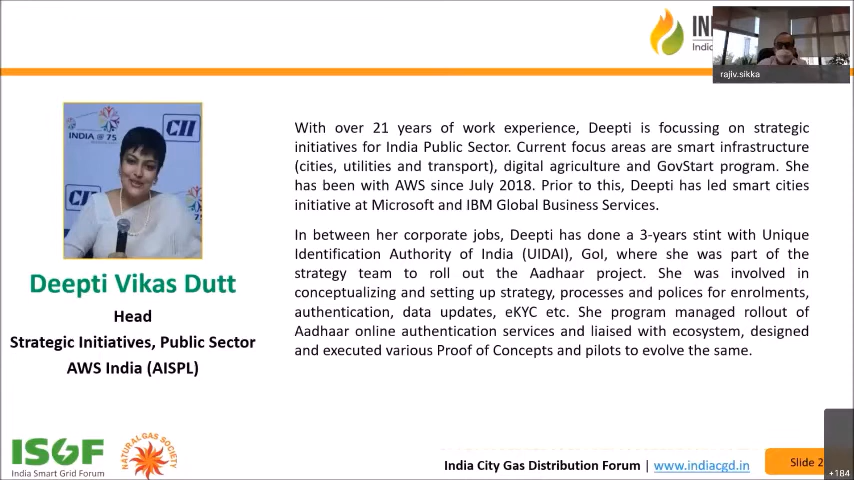 IN
Indi
rajiv.sikka
INDIA @ 75
CII
With over 21 years of work experience, Deepti is focussing on strategic
initiatives for India Public Sector. Current focus areas are smart infrastructure
(cities, utilities and transport), digital agriculture and GovStart program. She
has been with AWS since July 2018. Prior to this, Deepti has led smart cities
initiative at Microsoft and IBM Global Business Services.
In between her corporate jobs, Deepti has done a 3-years stint with Unique
Identification Authority of India (UIDAI), GoI, where she was part of the
strategy team to roll out the Aadhaar project. She was involved in
conceptualizing and setting up strategy, processes and polices for enrolments,
authentication, data updates, eKYC etc. She program managed rollout of
Aadhaar online authentication services and liaised with ecosystem, designed
and executed various Proof of Concepts and pilots to evolve the same.
Deepti Vikas Dutt
Head
Strategic Initiatives, Public Sector
AWS India (AISPL)
ISGF
India Smart Grid Forum
NATURAL GAS SOCIETY
India City Gas Distribution Forum | www.indiacgd.in
Slide 2
+184